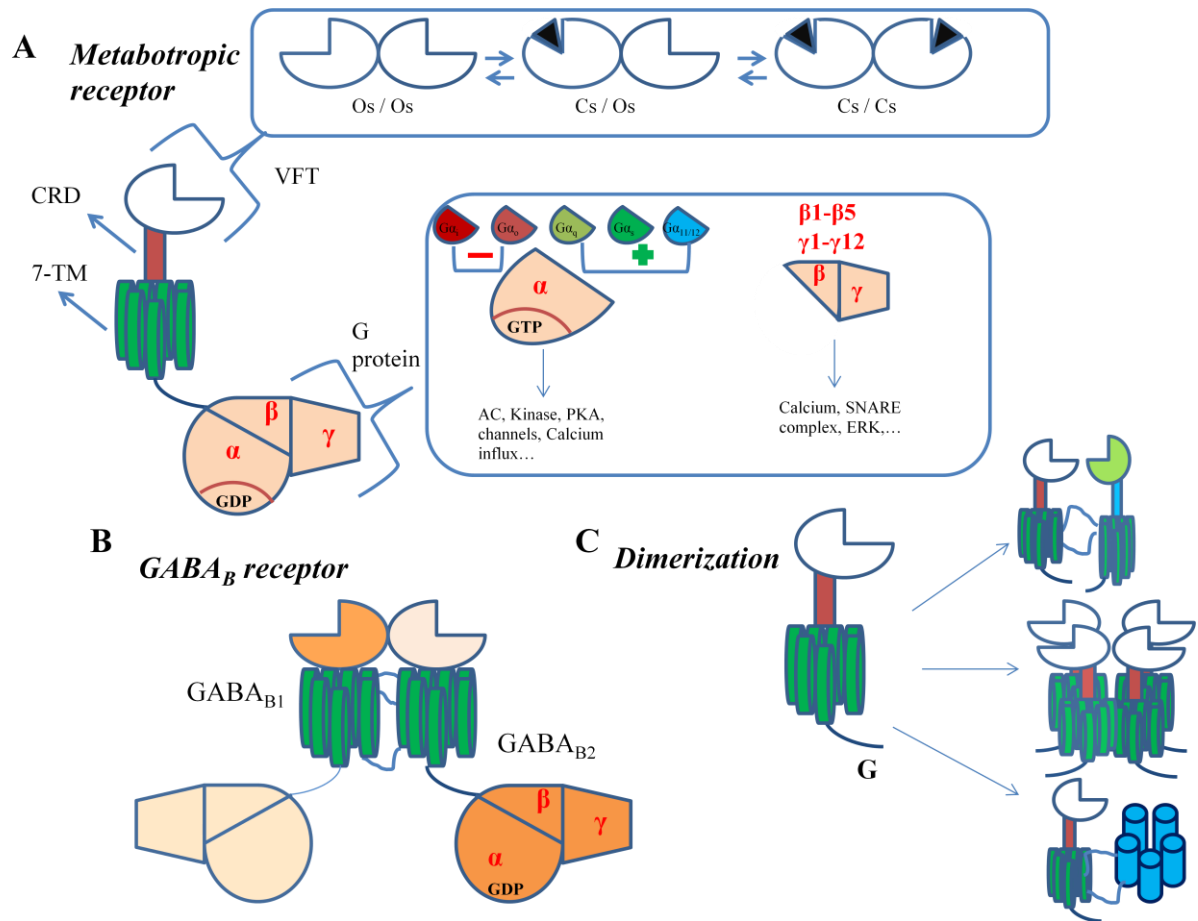 A
Metabotropic
receptor
Os / Os
Cs / Os
Cs / Cs
VFT
CRD
7-TM
G
protein
β
α
γ
GDP
Gαi
Gαo
Gαq
Gαs
Gα11/12
α
GTP
AC, Kinase, PKA,
channels, Calcium
influx…
β1-β5
γ1-γ12
β
γ
Calcium, SNARE
complex, ERK,…
B
GABAB receptor
GABAB1
GABAB2
β
γ
α
GDP
C
Dimerization
G